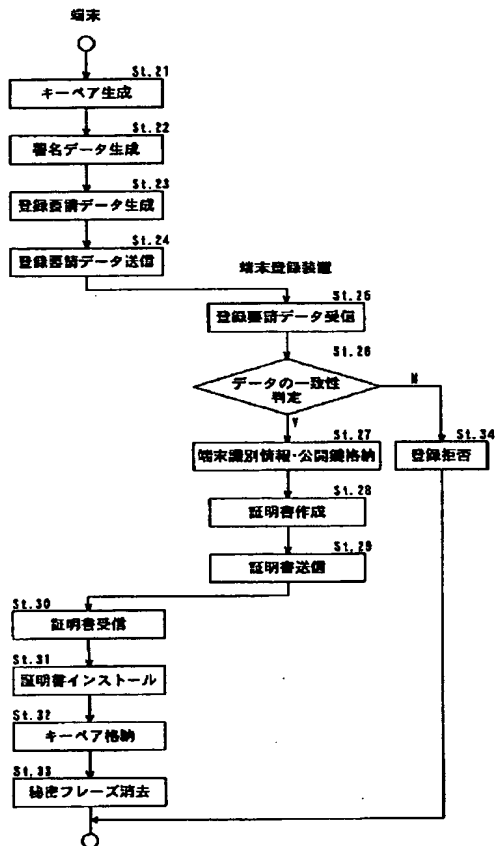 端末
St.21
キーペア生成
St.22
署名データ生成
St.23
登録要請データ生成
St.24
登録要請データ送信
端末登録装置
St.25
登録要請データ受信
St.26
データの一致性
判定
N
Y
St.27
端末識別情報・公開鍵格納
St.34
登録拒否
St.28
証明書作成
St.29
証明書送信
St.30
証明書受信
St.31
証明書インストール
St.32
キーペア格納
St.33
秘密フレーズ消去